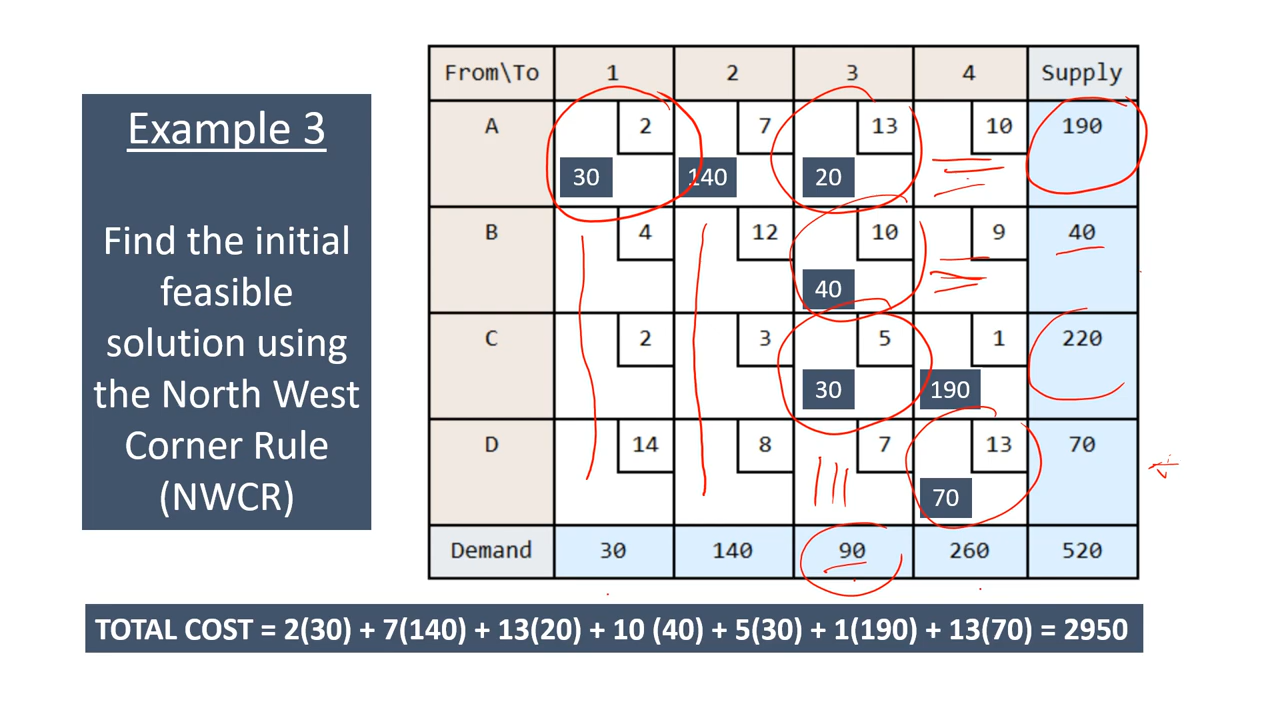 Example 3
Find the initial
feasible
solution using
the North West
Corner Rule
(NWCR)
From\To 1 2 3 4 Supply
A 2 7 13 10 190
30 140 20
B 4 12 10 9 40
40
C 2 3 5 1 220
30 190
D 14 8 7 13 70
70
Demand 30 140 90 260 520
TOTAL COST = 2(30) + 7(140) + 13(20) + 10 (40) + 5(30) + 1(190) + 13(70) = 2950